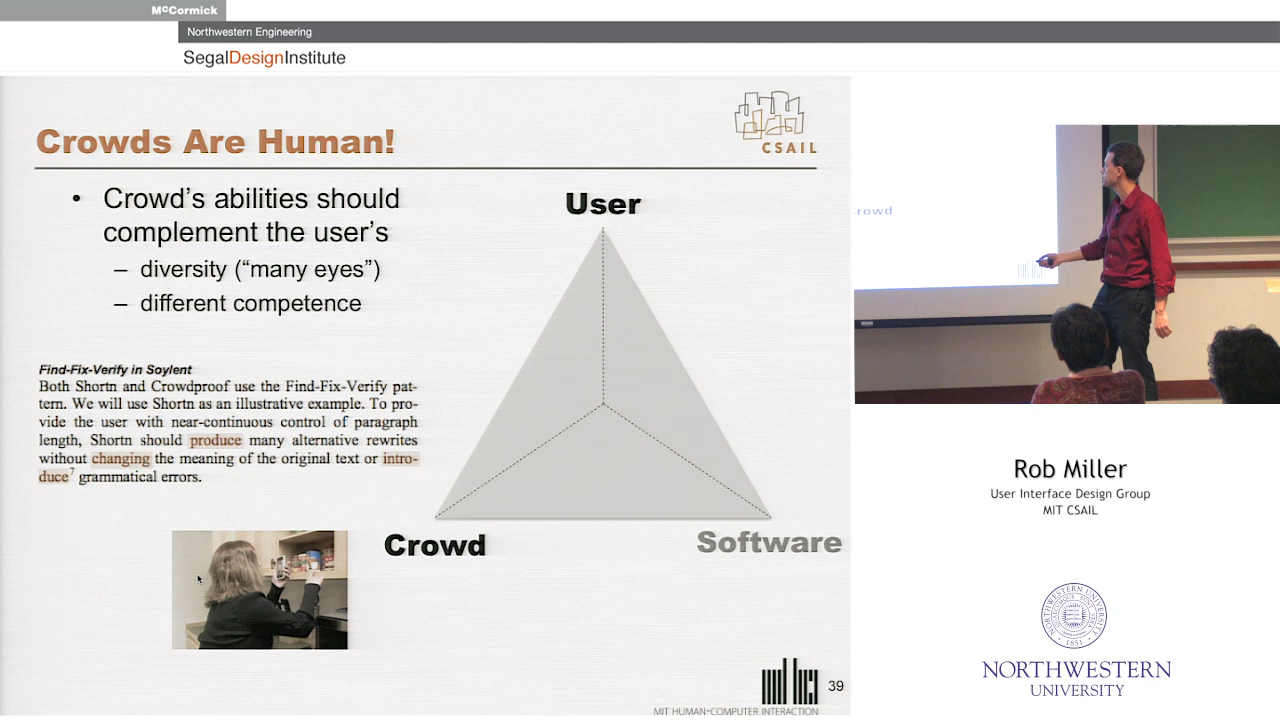 McCormick
Northwestern Engineering
SegalDesignInstitute
Crowds Are Human!
CSAIL
• Crowd’s abilities should
complement the user’s
– diversity (“many eyes”)
– different competence
User
Find-Fix-Verify in Soylent
Both Shortn and Crowdproof use the Find-Fix-Verify pat-
tern. We will use Shortn as an illustrative example. To pro-
vide the user with near-continuous control of paragraph
length, Shortn should produce many alternative rewrites
without changing the meaning of the original text or intro-
duce7 grammatical errors.
Crowd
Software
39
MIT HUMAN-COMPUTER INTERACTION
rowd
Rob Miller
User Interface Design Group
MIT CSAIL
NORTHWESTERN
UNIVERSITY